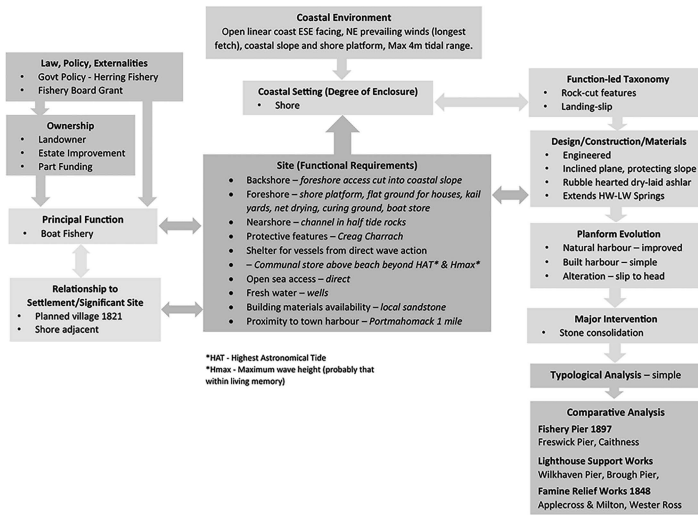 Coastal Environment
Open linear coast ESE facing, NE prevailing winds (longest
fetch), coastal slope and shore platform, Max 4m tidal range.
Law, Policy, Externalities
• Govt Policy - Herring Fishery
• Fishery Board Grant
Ownership
• Landowner
• Estate Improvement
• Part Funding
Principal Function
• Boat Fishery
Relationship to
Settlement/Significant Site
• Planned village 1821
• Shore adjacent
Coastal Setting (Degree of Enclosure)
• Shore
Site (Functional Requirements)
• Backshore – foreshore access cut into coastal slope
• Foreshore – shore platform, flat ground for houses, kail
yards, net drying, curing ground, boat store
• Nearshore – channel in half tide rocks
• Protective features – Creag Charrach
• Shelter for vessels from direct wave action
• – Communal store above beach beyond HAT* & Hmax*
• Open sea access – direct
• Fresh water – wells
• Building materials availability – local sandstone
• Proximity to town harbour – Portmahomack 1 mile
*HAT - Highest Astronomical Tide
*Hmax - Maximum wave height (probably that
within living memory)
Function-led Taxonomy
• Rock-cut features
• Landing-slip
Design/Construction/Materials
• Engineered
• Inclined plane, protecting slope
• Rubble hearted dry-laid ashlar
• Extends HW-LW Springs
Planform Evolution
• Natural harbour – improved
• Built harbour – simple
• Alteration – slip to head
Major Intervention
• Stone consolidation
Typological Analysis – simple
Comparative Analysis
Fishery Pier 1897
Freswick Pier, Caithness
Lighthouse Support Works
Wilkhaven Pier, Brough Pier,
Famine Relief Works 1848
Applecross & Milton, Wester Ross